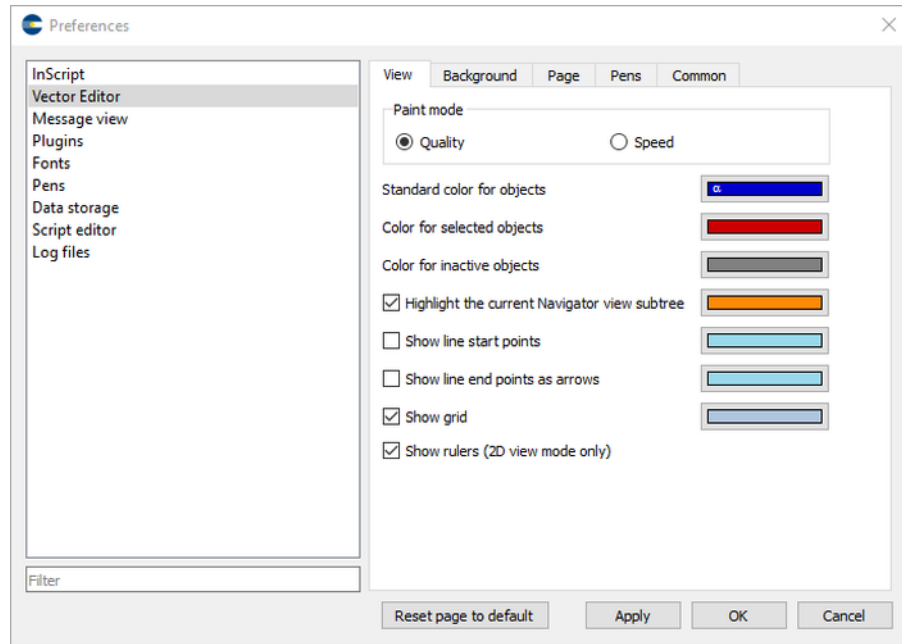 Preferences
InScript
Vector Editor
Message view
Plugins
Fonts
Pens
Data storage
Script editor
Log files
Filter
View Background Page Pens Common
Paint mode
Quality Speed
Standard color for objects α
Color for selected objects
Color for inactive objects
Highlight the current Navigator view subtree
Show line start points
Show line end points as arrows
Show grid
Show rulers (2D view mode only)
Reset page to default Apply OK Cancel